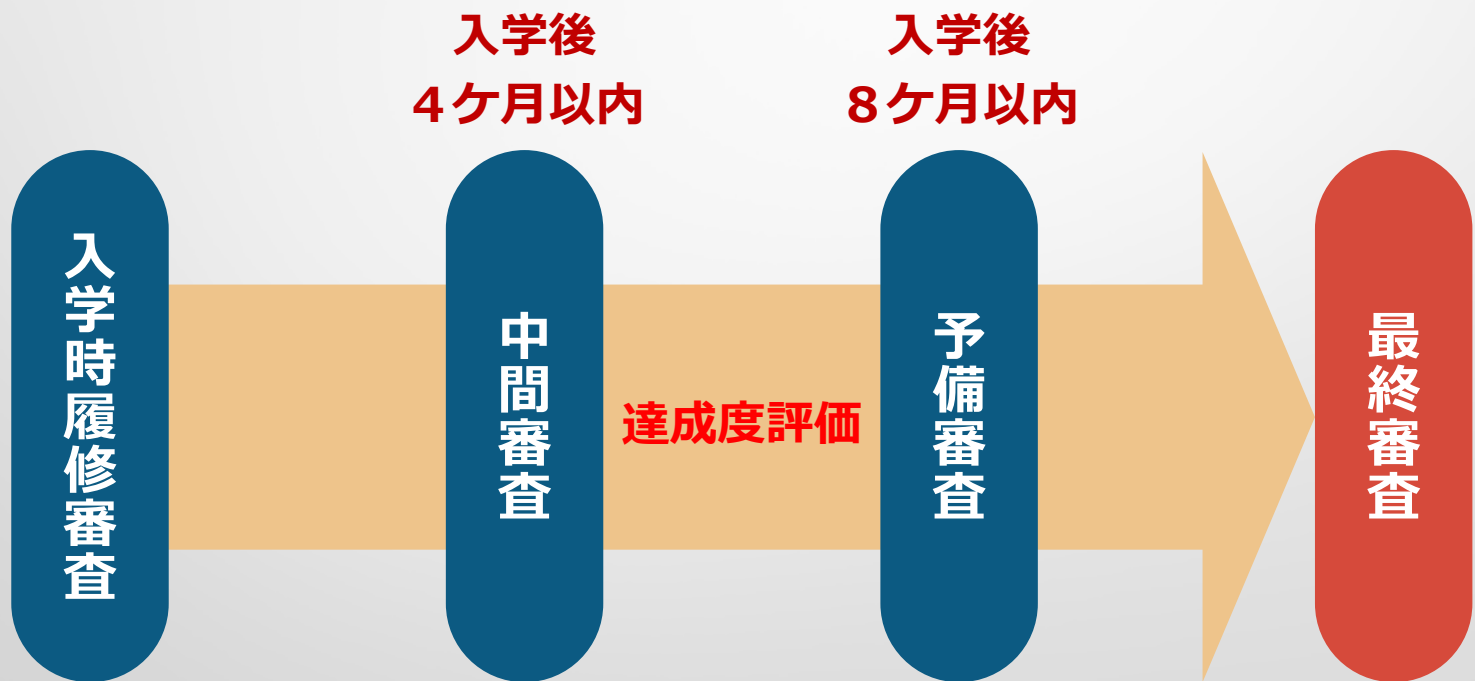 入学後
４ケ月以内
入学後
８ケ月以内
入学時履修審査
中間審査
達成度評価
予備審査
最終審査